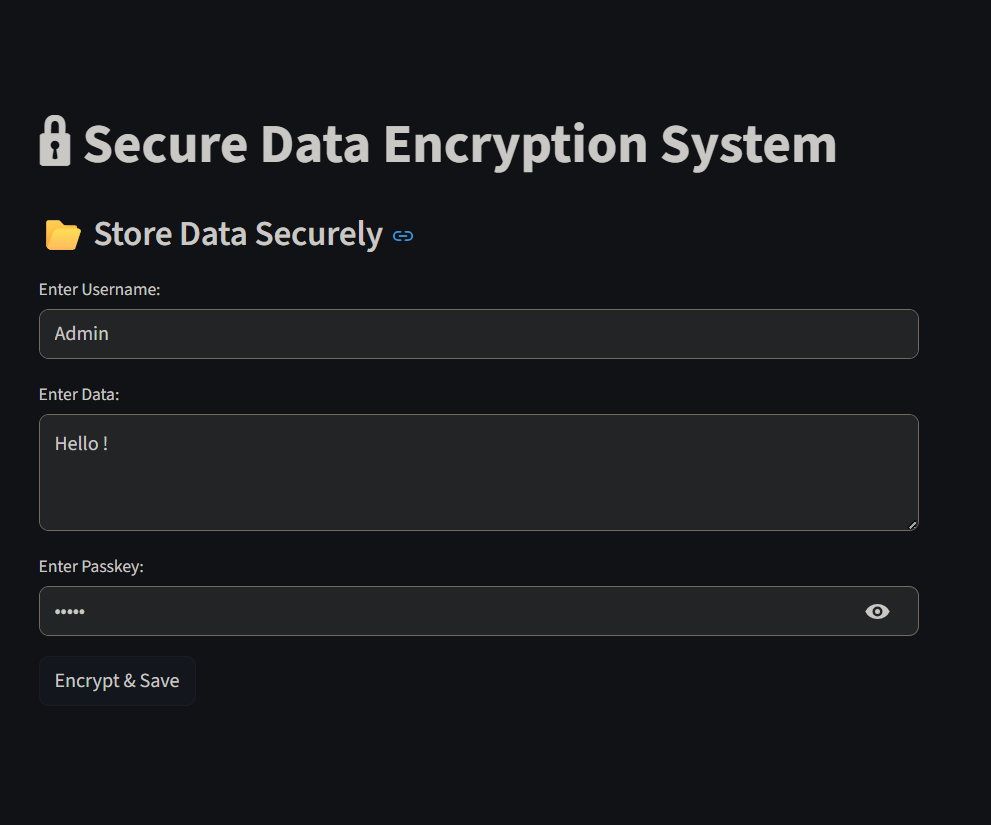 Secure Data Encryption System
Store Data Securely
Enter Username:
Admin
Enter Data:
Hello !
Enter Passkey:
•••••
Encrypt & Save